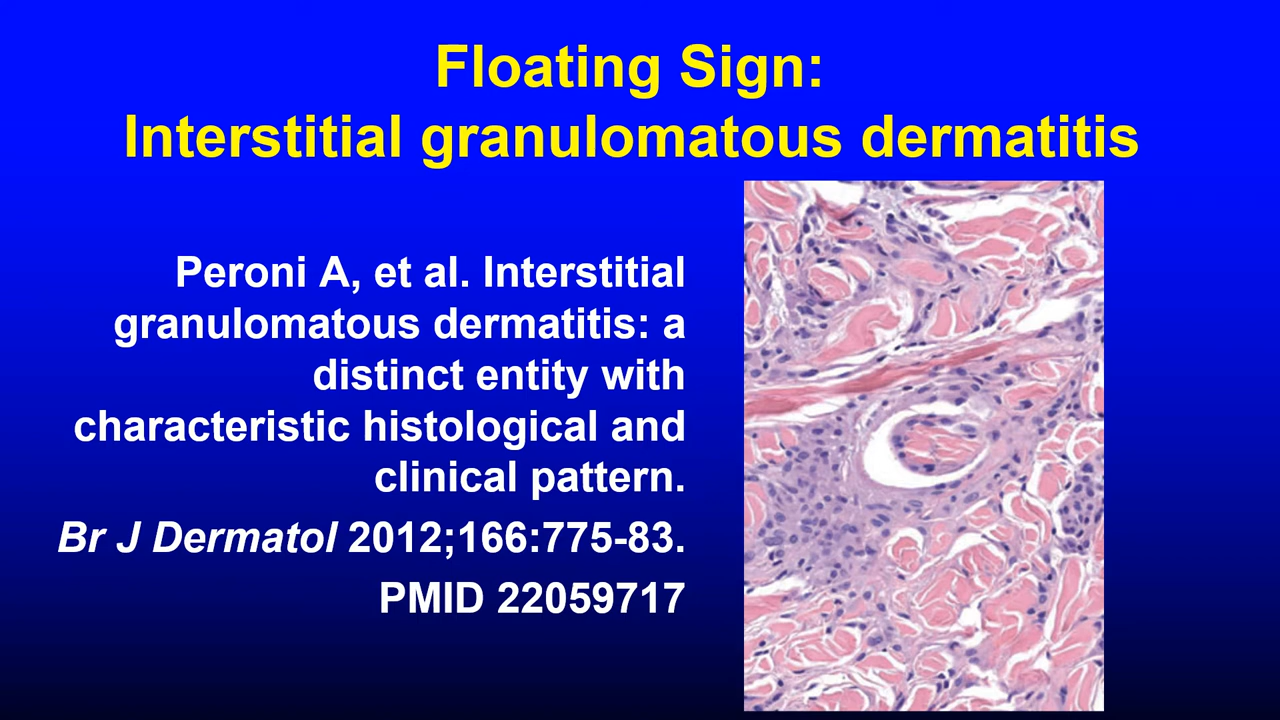 Floating Sign:
Interstitial granulomatous dermatitis
Peroni A, et al. Interstitial
granulomatous dermatitis: a
distinct entity with
characteristic histological and
clinical pattern.
Br J Dermatol 2012;166:775-83.
PMID 22059717